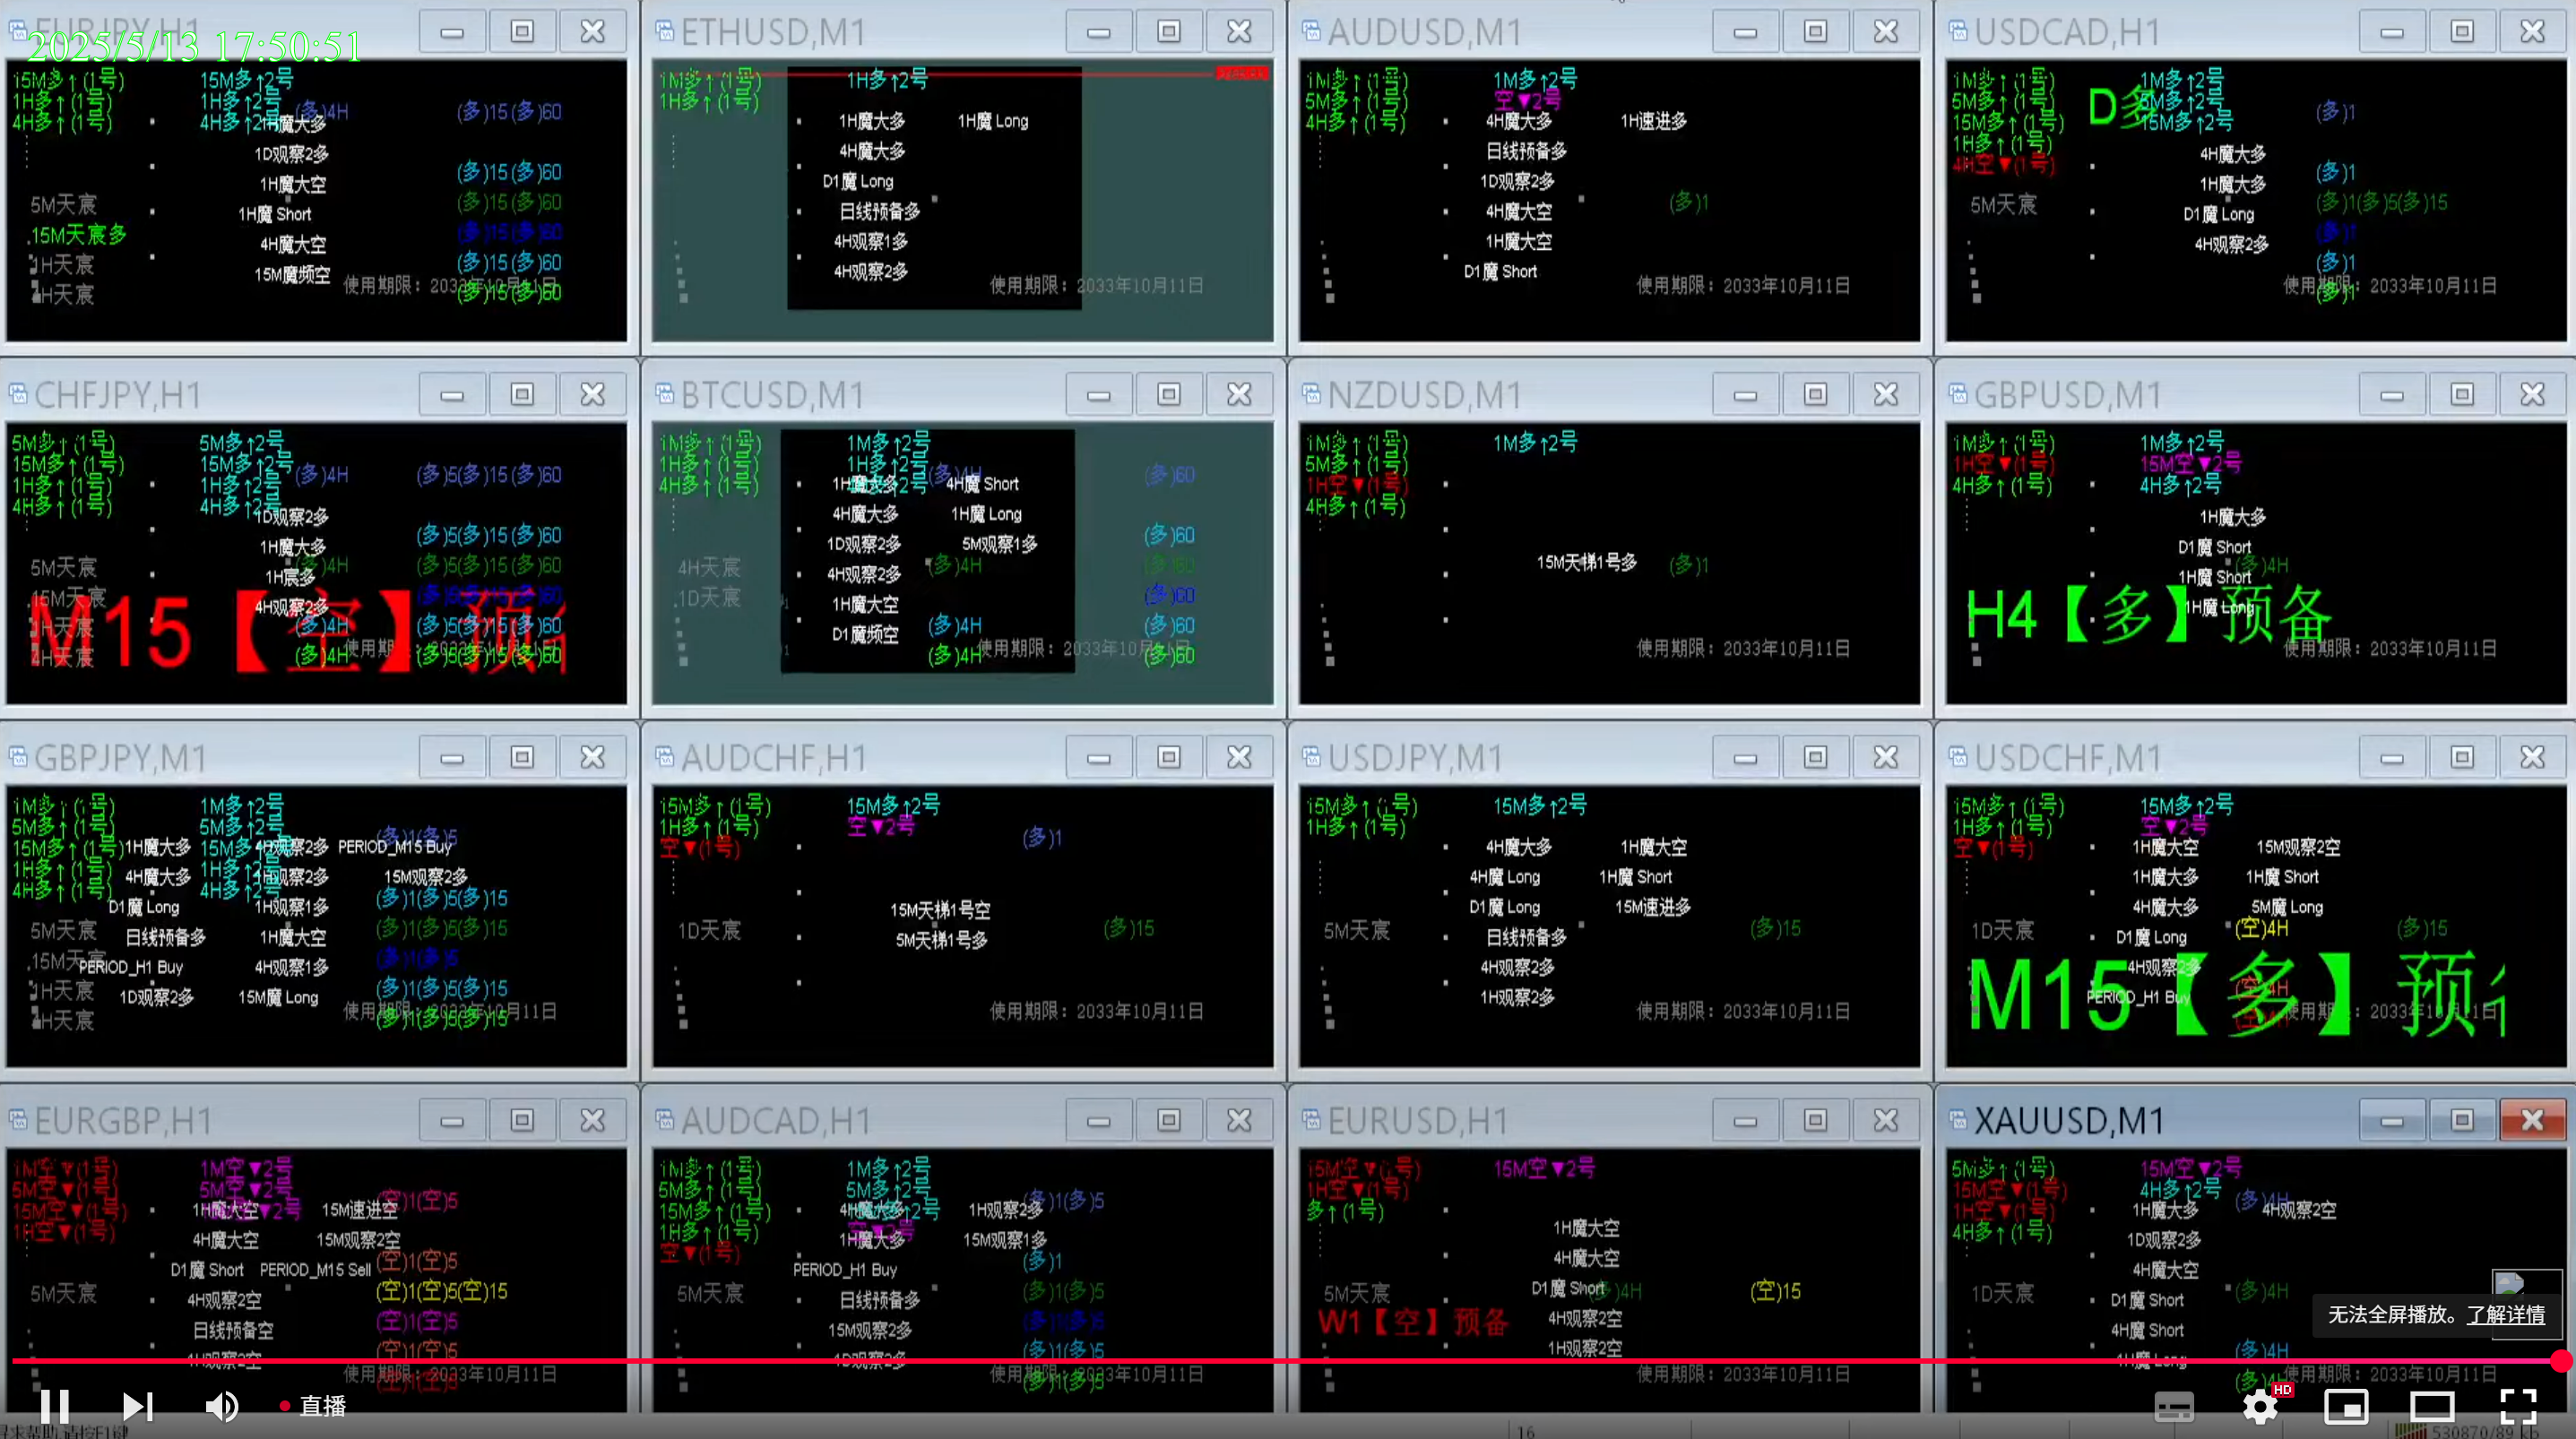 EURJPY,H1
2025/5/13 17:50:51
15M多↑(1号) 15M多↑2号
1H多↑(1号) 1H多↑2号
4H多↑(1号) 4H多↑2号
(多)4H (多)15(多)60
1H魔大多
1D观察2多
1H魔大空 (多)15(多)60
5M天宸 1H魔 Short (多)15(多)60
15M天宸多 4H魔大空 (多)15(多)60
1H天宸 15M魔频空 (多)15(多)60
4H天宸 (多)15(多)60
使用期限：2033年10月11日
ETHUSD,M1
1M多↑(1号) 1H多↑2号
1H多↑(1号)
1H魔大多 1H魔 Long
4H魔大多
D1魔 Long
日线预备多
4H观察1多
4H观察2多
使用期限：2033年10月11日
AUDUSD,M1
1M多↑(1号) 1M多↑2号
5M多↑(1号) 空▼2号
4H多↑(1号) 4H魔大多 1H速进多
日线预备多
1D观察2多
4H魔大空 (多)1
1H魔大空
D1魔 Short
使用期限：2033年10月11日
USDCAD,H1
1M多↑(1号) 1M多↑2号
5M多↑(1号) D多 5M多↑2号 (多)1
15M多↑(1号) 15M多↑2号
1H多↑(1号)
4H空▼(1号) 4H魔大多
1H魔大多 (多)1
5M天宸 D1魔 Long (多)1(多)5(多)15
4H观察2多 (多)1
(多)1
(多)1
使用期限：2033年10月11日
CHFJPY,H1
5M多↑(1号) 5M多↑2号
15M多↑(1号) 15M多↑2号
1H多↑(1号) 1H多↑2号
4H多↑(1号) 4H多↑2号
(多)4H (多)5(多)15(多)60
1D观察2多
1H魔大多 (多)5(多)15(多)60
5M天宸 1H宸多 (多)4H (多)5(多)15(多)60
15M天宸 4H观察2多 (多)5(多)15(多)60
1H天宸 (多)4H (多)5(多)15(多)60
4H天宸 (多)4H (多)5(多)15(多)60
M15【空】预
使用期限：2033年10月11日
BTCUSD,M1
1M多↑(1号) 1M多↑2号
1H多↑(1号) 1H多↑2号
4H多↑(1号) 4H多↑2号
(多)4H (多)60
1H魔大多 4H魔 Short
4H魔大多 1H魔 Long
1D观察2多 5M观察1多 (多)60
4H天宸 4H观察2多 (多)4H (多)60
1D天宸 1H魔大空 (多)60
D1魔频空 (多)4H (多)60
(多)4H (多)60
使用期限：2033年10月11日
NZDUSD,M1
1M多↑(1号) 1M多↑2号
5M多↑(1号)
1H空▼(1号)
4H多↑(1号)
15M天梯1号多 (多)1
使用期限：2033年10月11日
GBPUSD,M1
1M多↑(1号) 1M多↑2号
1H空▼(1号) 15M空▼2号
4H多↑(1号) 4H多↑2号
1H魔大多
D1魔 Short
1H魔 Short (多)4H
1H魔 Long
H4【多】预备
使用期限：2033年10月11日
GBPJPY,M1
1M多↑(1号) 1M多↑2号
5M多↑(1号) 5M多↑2号
15M多↑(1号) 15M多↑2号
1H多↑(1号) 1H多↑2号
4H多↑(1号) 4H多↑2号
(多)1(多)5
1H魔大多 4H观察2多 PERIOD_M15 Buy
4H魔大多 1H观察2多 15M观察2多
D1魔 Long 1H观察1多 (多)1(多)5(多)15
5M天宸 日线预备多 1H魔大空 (多)1(多)5(多)15
15M天宸 PERIOD_H1 Buy 4H观察1多 (多)1(多)5
1H天宸 1D观察2多 15M魔 Long (多)1(多)5(多)15
4H天宸 (多)1(多)5(多)15
使用期限：2033年10月11日
AUDCHF,H1
15M多↑(1号) 15M多↑2号
1H多↑(1号) 空▼2号
空▼(1号) (多)1
15M天梯1号空
1D天宸 5M天梯1号多 (多)15
使用期限：2033年10月11日
USDJPY,M1
15M多↑(1号) 15M多↑2号
1H多↑(1号)
4H魔大多 1H魔大空
4H魔 Long 1H魔 Short
D1魔 Long 15M速进多
5M天宸 日线预备多 (多)15
4H观察2多
1H观察2多
使用期限：2033年10月11日
USDCHF,M1
15M多↑(1号) 15M多↑2号
1H多↑(1号) 空▼2号
空▼(1号) 1H魔大空 15M观察2空
1H魔大多 1H魔 Short
4H魔大多 5M魔 Long
1D天宸 D1魔 Long (空)4H (多)15
4H观察2多
PERIOD_H1 Buy (空)4H
M15【多】预
使用期限：2033年10月11日
EURGBP,H1
1M空▼(1号) 1M空▼2号
5M空▼(1号) 5M空▼2号
15M空▼(1号) 15M空▼2号
1H空▼(1号)
(空)1(空)5
1H魔大空 15M速进空
4H魔大空 15M观察2空
D1魔 Short PERIOD_M15 Sell (空)1(空)5
5M天宸 4H观察2空 (空)1(空)5(空)15
日线预备空 (空)1(空)5
1H观察2空 (空)1(空)5
使用期限：2033年10月11日
AUDCAD,H1
1M多↑(1号) 1M多↑2号
5M多↑(1号) 5M多↑2号
15M多↑(1号) 15M多↑2号
1H多↑(1号) 空▼2号
空▼(1号)
4H魔大多 1H观察2多 (多)1(多)5
1H魔大多 15M观察1多
PERIOD_H1 Buy (多)1
5M天宸 日线预备多 (多)1(多)5
15M观察2多 (多)1(多)5
1D观察2多 (多)1(多)5
(多)1(多)5
使用期限：2033年10月11日
EURUSD,H1
15M空▼(1号) 15M空▼2号
1H空▼(1号)
多↑(1号)
1H魔大空
4H魔大空
5M天宸 D1魔 Short (多)4H (空)15
W1【空】预备 4H观察2空
1H观察2空
使用期限：2033年10月11日
XAUUSD,M1
5M多↑(1号) 15M空▼2号
15M空▼(1号) 4H多↑2号
1H空▼(1号) 1H魔大多 (多)4H 4H观察2空
4H多↑(1号) 1D观察2多
4H魔大空
1D天宸 D1魔 Short (多)4H
4H魔 Short
1H魔 Long (多)4H
使用期限：2033年10月11日
无法全屏播放。了解详情
直播
HD
16
530870/89 kb